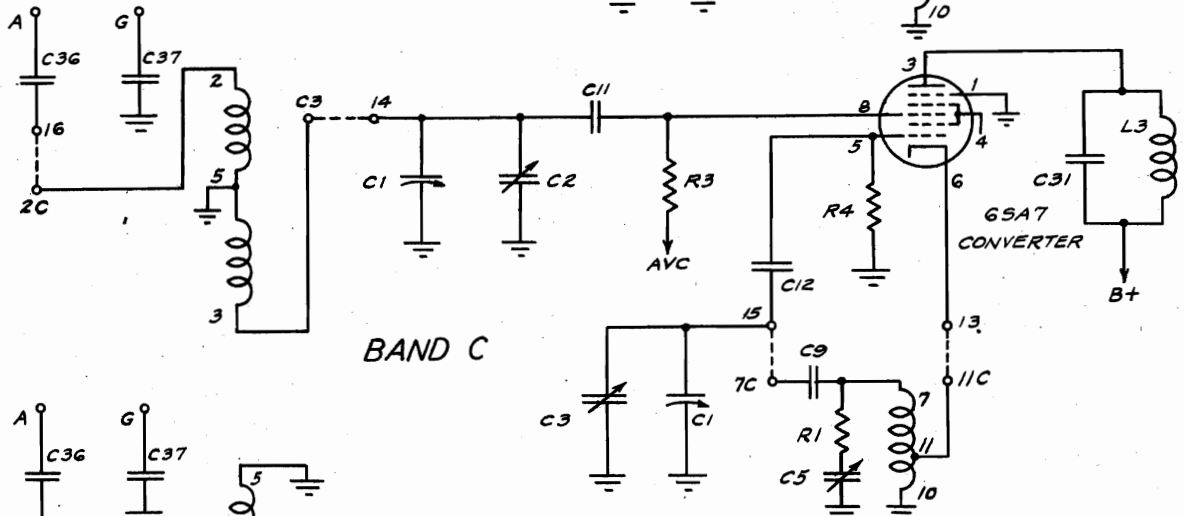 A
G
10
C36
C37
2
3
1
C3
14
C11
8
16
4
L3
5
5
C1
C2
R3
6
C31
2C
R4
6SA7
CONVERTER
AVC
C12
B+
3
15
13.
BAND C
C9
7C
11C
7
C3
C1
R1
11
A
G
C36
C37
5
C5
10